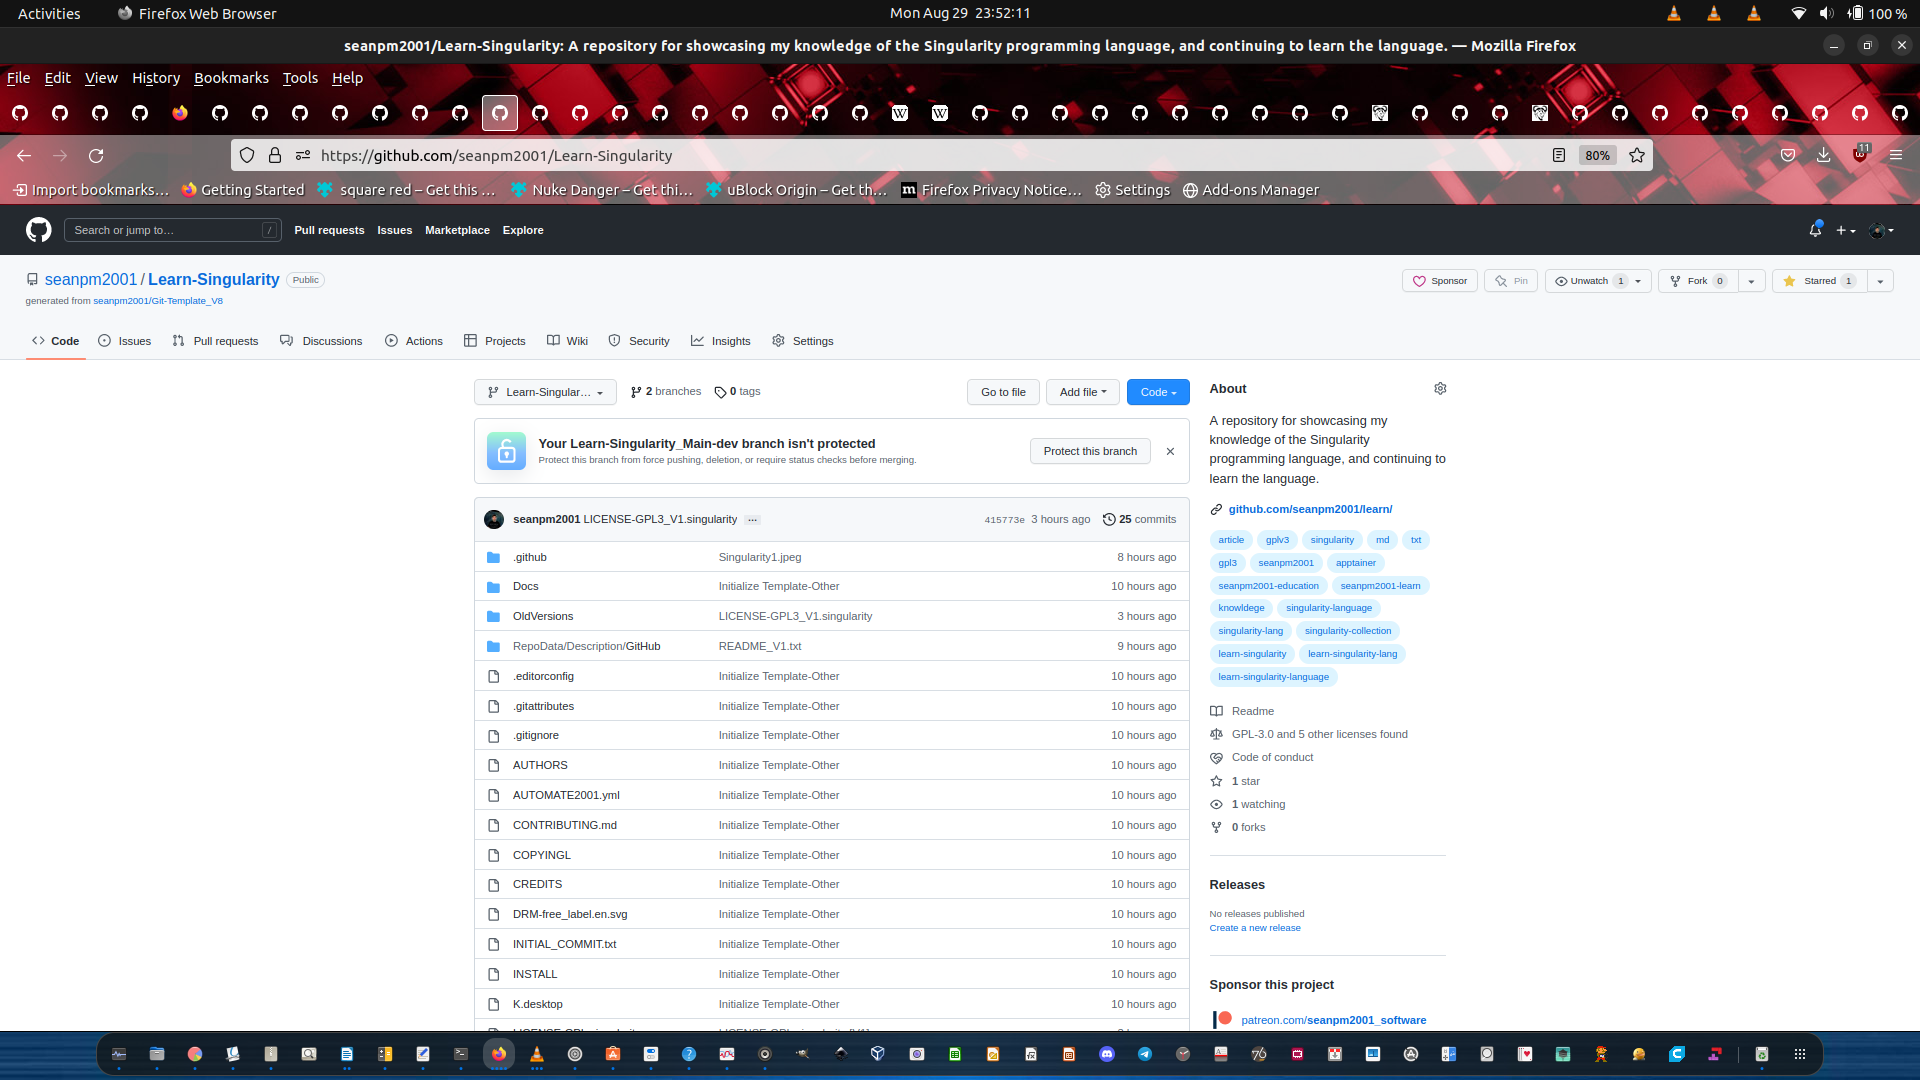 Activities Firefox Web Browser Mon Aug 29 23:52:11 100 %
seanpm2001/Learn-Singularity: A repository for showcasing my knowledge of the Singularity programming language, and continuing to learn the language. — Mozilla Firefox
File Edit View History Bookmarks Tools Help
https://github.com/seanpm2001/Learn-Singularity 80% 11
Import bookmarks… Getting Started square red – Get this … Nuke Danger – Get thi… uBlock Origin – Get th… Firefox Privacy Notice… Settings Add-ons Manager
Search or jump to… / Pull requests Issues Marketplace Explore
seanpm2001 / Learn-Singularity Public Sponsor Pin Unwatch 1 Fork 0 Starred 1
generated from seanpm2001/Git-Template_V8
Code Issues Pull requests Discussions Actions Projects Wiki Security Insights Settings
Learn-Singular… 2 branches 0 tags Go to file Add file Code
Your Learn-Singularity_Main-dev branch isn't protected
Protect this branch from force pushing, deletion, or require status checks before merging.
Protect this branch
seanpm2001 LICENSE-GPL3_V1.singularity … 415773e 3 hours ago 25 commits
.github Singularity1.jpeg 8 hours ago
Docs Initialize Template-Other 10 hours ago
OldVersions LICENSE-GPL3_V1.singularity 3 hours ago
RepoData/Description/GitHub README_V1.txt 9 hours ago
.editorconfig Initialize Template-Other 10 hours ago
.gitattributes Initialize Template-Other 10 hours ago
.gitignore Initialize Template-Other 10 hours ago
AUTHORS Initialize Template-Other 10 hours ago
AUTOMATE2001.yml Initialize Template-Other 10 hours ago
CONTRIBUTING.md Initialize Template-Other 10 hours ago
COPYINGL Initialize Template-Other 10 hours ago
CREDITS Initialize Template-Other 10 hours ago
DRM-free_label.en.svg Initialize Template-Other 10 hours ago
INITIAL_COMMIT.txt Initialize Template-Other 10 hours ago
INSTALL Initialize Template-Other 10 hours ago
K.desktop Initialize Template-Other 10 hours ago
About
A repository for showcasing my
knowledge of the Singularity
programming language, and continuing to
learn the language.
github.com/seanpm2001/learn/
article gplv3 singularity md txt
gpl3 seanpm2001 apptainer
seanpm2001-education seanpm2001-learn
knowldege singularity-language
singularity-lang singularity-collection
learn-singularity learn-singularity-lang
learn-singularity-language
Readme
GPL-3.0 and 5 other licenses found
Code of conduct
1 star
1 watching
0 forks
Releases
No releases published
Create a new release
Sponsor this project
patreon.com/seanpm2001_software